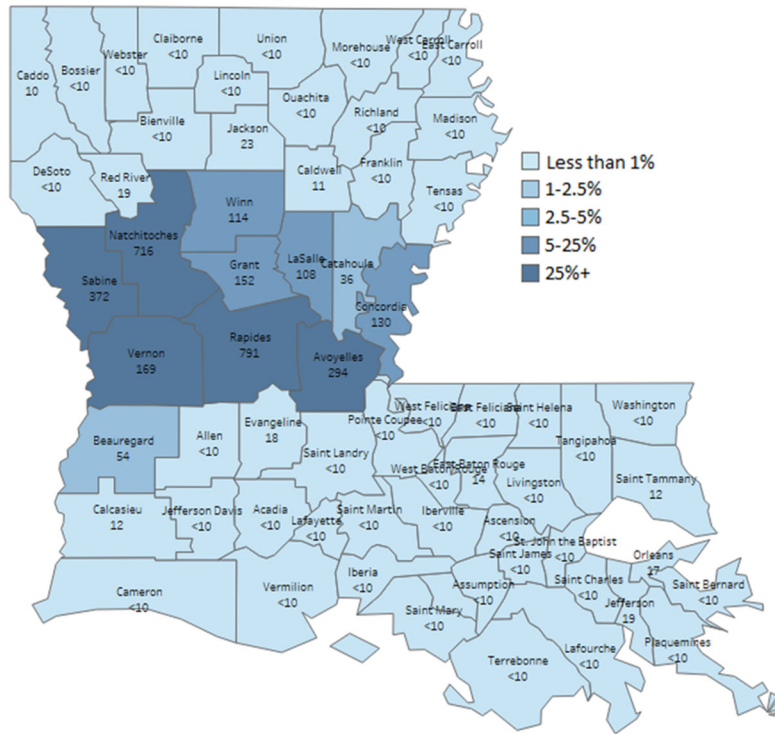 Claiborne
<10
Union
<10
Morehouse
<10
West Carroll
<10
East Carroll
<10
Webster
<10
Bossier
<10
Caddo
10
Lincoln
<10
Ouachita
<10
Richland
<10
Madison
<10
Bienville
<10
Jackson
23
Franklin
<10
Caldwell
11
Tensas
<10
DeSoto
<10
Red River
19
Less than 1%
1-2.5%
2.5-5%
5-25%
25%+
Winn
114
Natchitoches
716
Grant
152
LaSalle
108
Catahoula
36
Sabine
372
Concordia
130
Rapides
791
Vernon
169
Avoyelles
294
Beauregard
54
Allen
<10
Evangeline
18
Saint Landry
<10
Pointe Coupee
<10
West Feliciana
<10
East Feliciana
<10
Saint Helena
<10
Washington
<10
Tangipahoa
<10
West Baton Rouge
<10
East Baton Rouge
14
Livingston
<10
Saint Tammany
12
Calcasieu
12
Jefferson Davis
<10
Acadia
<10
Lafayette
<10
Saint Martin
<10
Iberville
<10
Ascension
<10
St. John the Baptist
<10
Saint James
<10
Orleans
17
Cameron
<10
Vermilion
<10
Iberia
<10
Saint Mary
<10
Assumption
<10
Saint Charles
<10
Jefferson
19
Saint Bernard
<10
Plaquemines
<10
Terrebonne
<10
Lafourche
<10